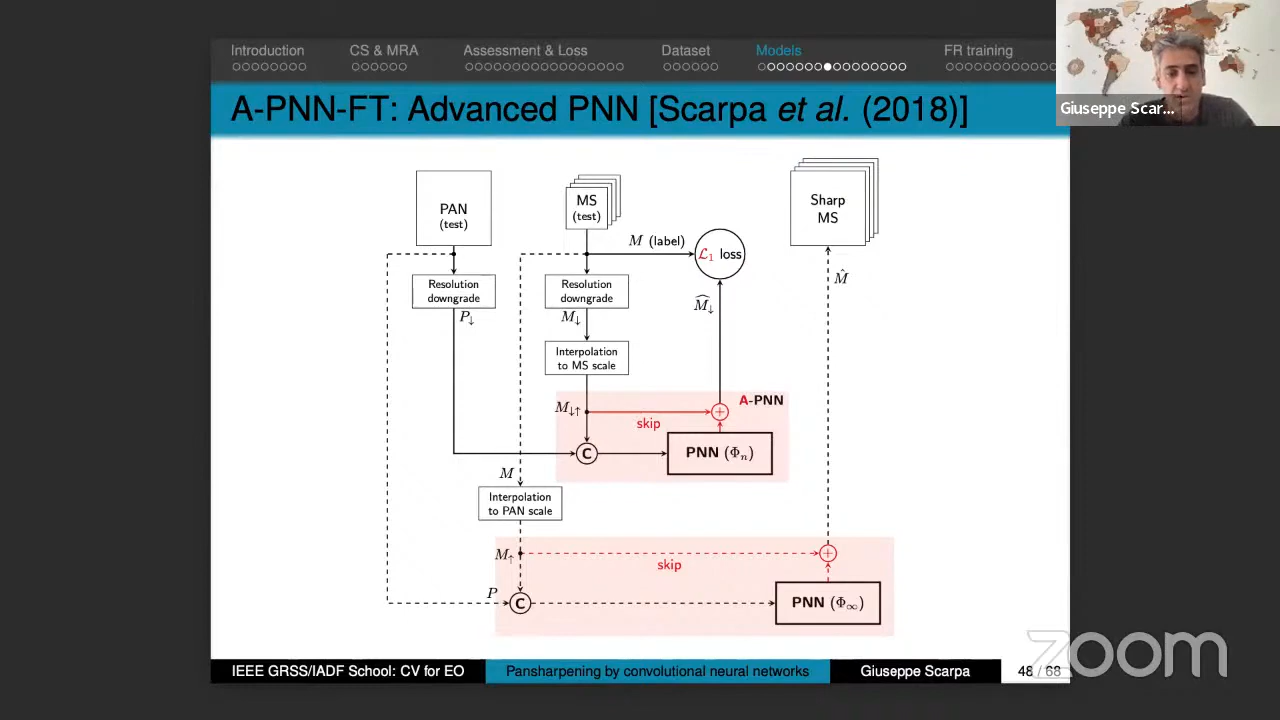 Introduction CS & MRA Assessment & Loss Dataset Models FR training
A-PNN-FT: Advanced PNN [Scarpa et al. (2018)]
Giuseppe Scar...
PAN
(test)
MS
(test)
Sharp
MS
M (label)
ℒ₁ loss
Resolution
downgrade
Resolution
downgrade
P↓
M↓
M̂↓
M̂
Interpolation
to MS scale
M↓↑
skip
A-PNN
C
PNN (Φₙ)
M
Interpolation
to PAN scale
M↑
skip
P
C
PNN (Φ∞)
IEEE GRSS/IADF School: CV for EO Pansharpening by convolutional neural networks Giuseppe Scarpa 48 / 68
zoom